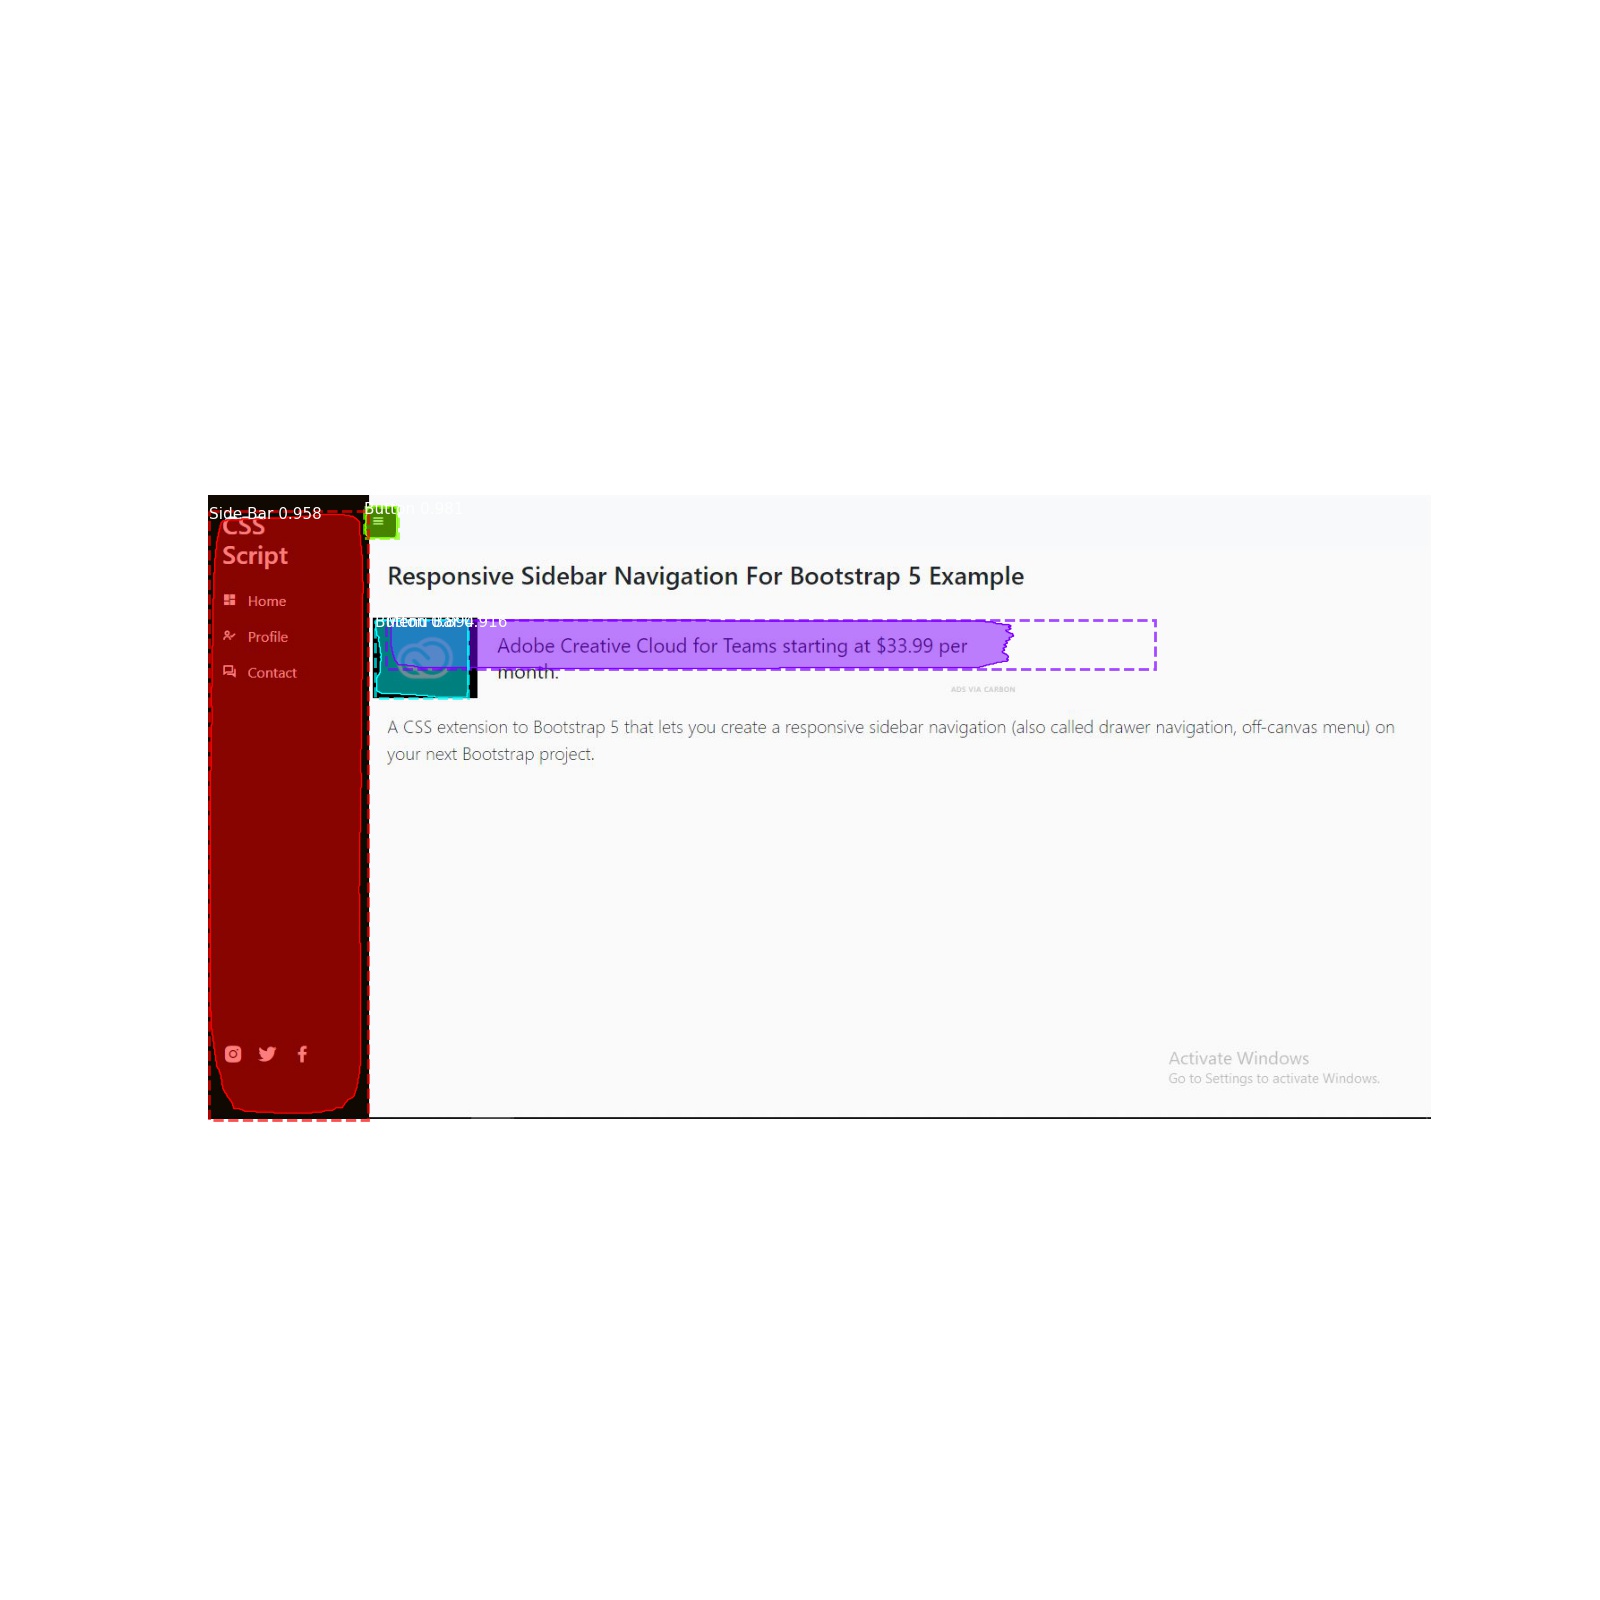 Side Bar 0.958
Button 0.981
CSS
Script
Home
Profile
Contact
Responsive Sidebar Navigation For Bootstrap 5 Example
Adobe Creative Cloud for Teams starting at $33.99 per
month.
ADS VIA CARBON
A CSS extension to Bootstrap 5 that lets you create a responsive sidebar navigation (also called drawer navigation, off-canvas menu) on
your next Bootstrap project.
Activate Windows
Go to Settings to activate Windows.